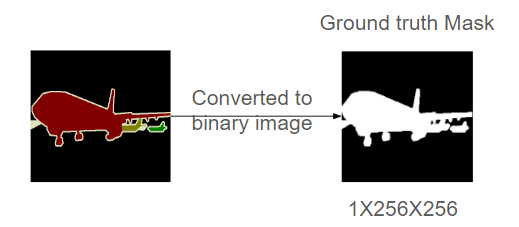 Ground truth Mask
Converted to
binary image
1X256X256